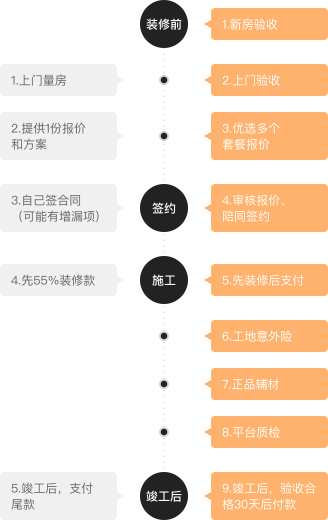 装修前
1.新房验收
1.上门量房
2.上门验收
2.提供1份报价
和方案
3.优选多个
套餐报价
3.自己签合同
（可能有增漏项）
签约
4.审核报价、
陪同签约
4.先55%装修款
施工
5.先装修后支付
6.工地意外险
7.正品辅材
8.平台质检
5.竣工后，支付
尾款
竣工后
9.竣工后，验收合
格30天后付款